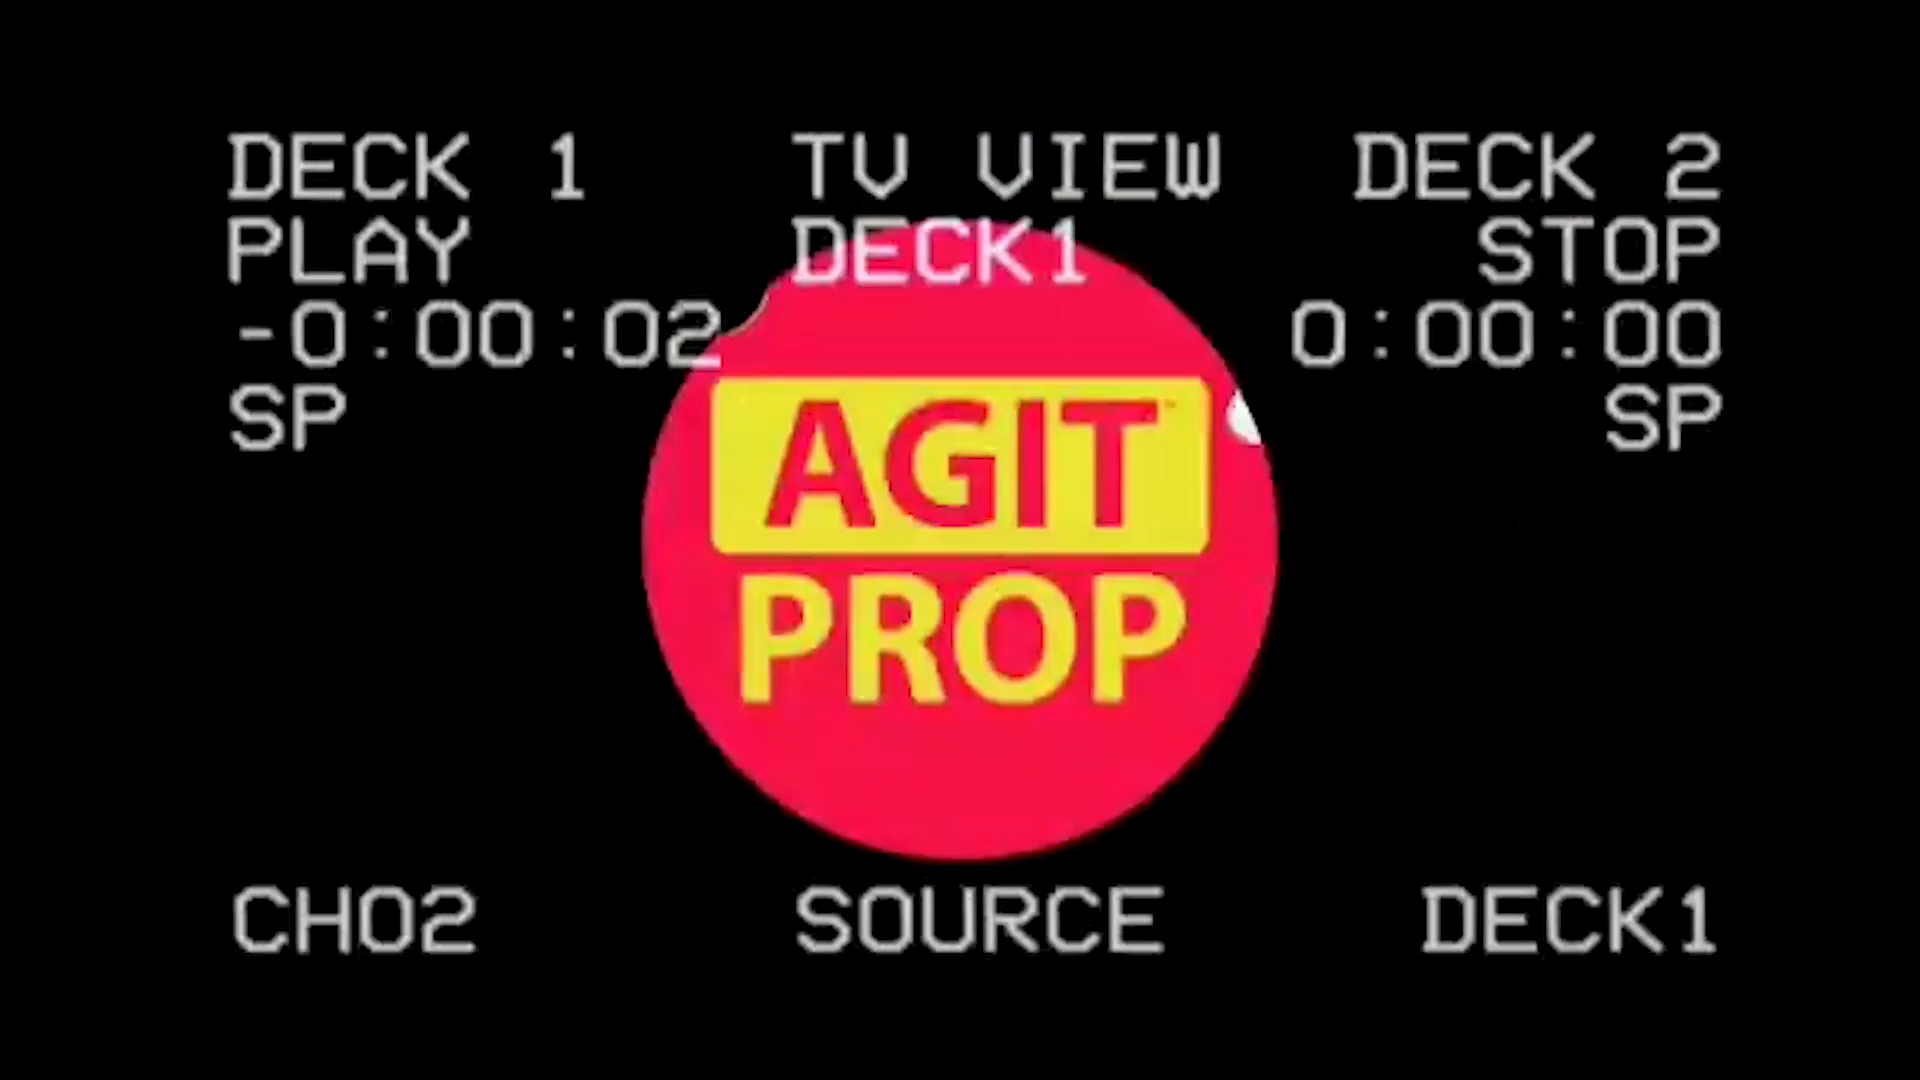 DECK 1 TV VIEW DECK 2
PLAY DECK1 STOP
-0:00:02 0:00:00
SP SP
AGIT™
PROP
CH02 SOURCE DECK1